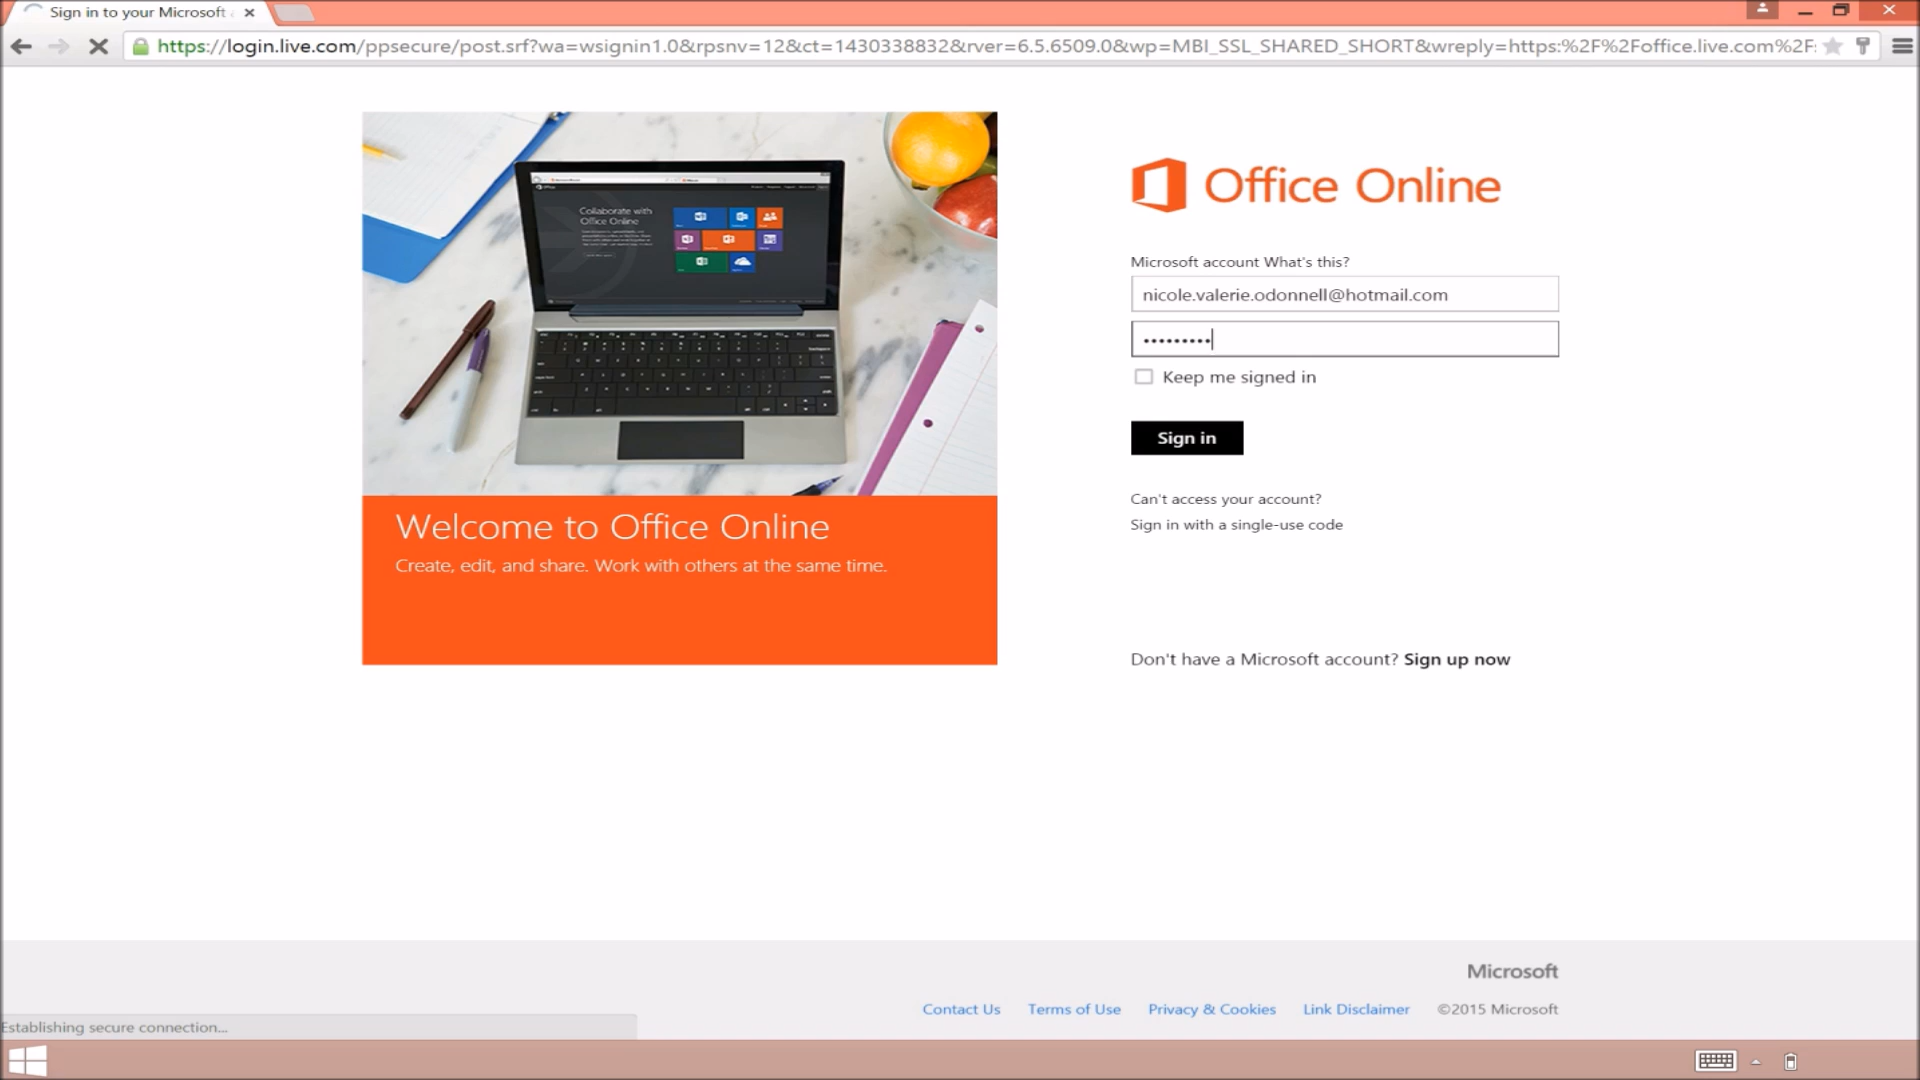 Sign in to your Microsoft
https://login.live.com/ppsecure/post.srf?wa=wsignin1.0&rpsnv=12&ct=1430338832&rver=6.5.6509.0&wp=MBI_SSL_SHARED_SHORT&wreply=https:%2F%2Foffice.live.com%2F
Collaborate with
Office Online
Office Online
Microsoft account What's this?
nicole.valerie.odonnell@hotmail.com
•••••••••
Keep me signed in
Sign in
Can't access your account?
Sign in with a single-use code
Welcome to Office Online
Create, edit, and share. Work with others at the same time.
Don't have a Microsoft account? Sign up now
Microsoft
Contact Us Terms of Use Privacy & Cookies Link Disclaimer ©2015 Microsoft
Establishing secure connection...